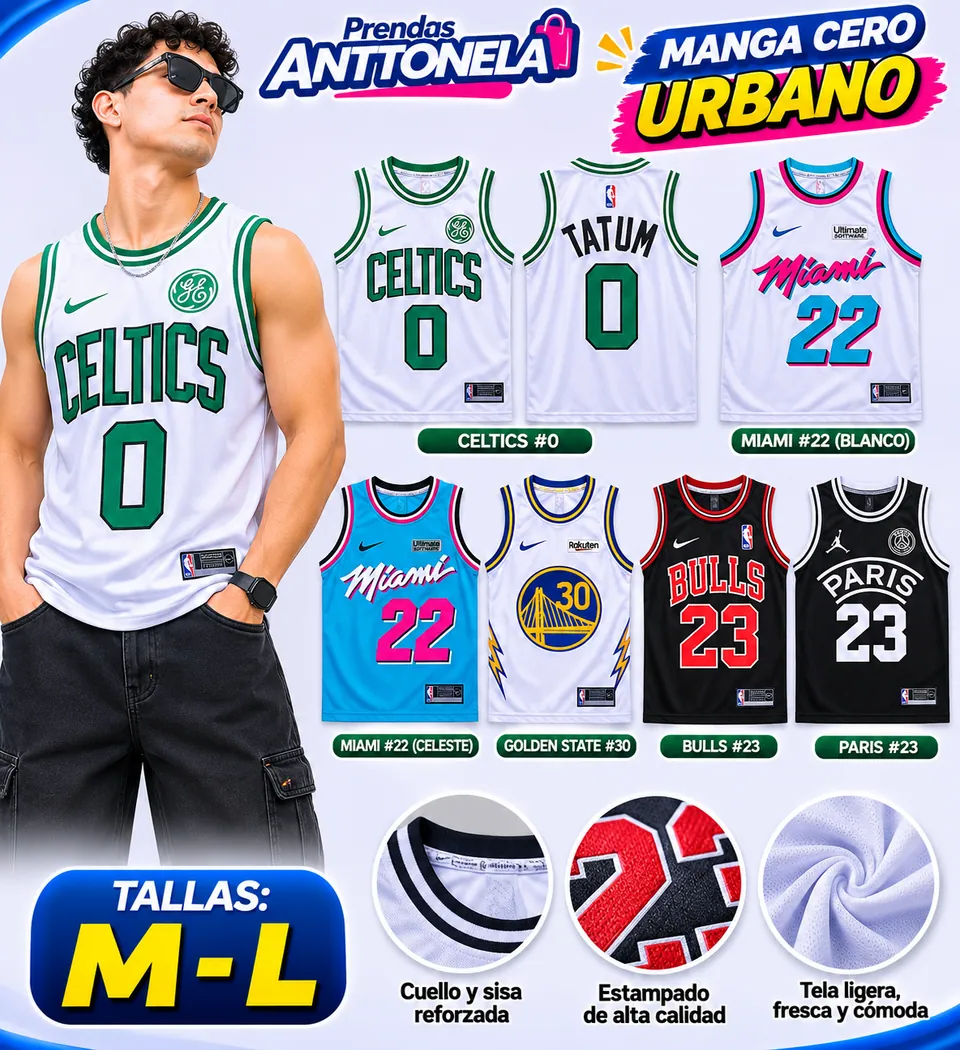 Prendas
ANTTONELA
MANGA CERO
URBANO
GE
CELTICS
0
GE
CELTICS
0
TATUM
0
Ultimate
SOFTWARE
Miami
22
CELTICS #0
MIAMI #22 (BLANCO)
Ultimate
SOFTWARE
Miami
22
Rakuten
30
BULLS
23
PARIS
23
MIAMI #22 (CELESTE)
GOLDEN STATE #30
BULLS #23
PARIS #23
TALLAS:
M - L
Cuello y sisa
reforzada
Estampado
de alta calidad
Tela ligera,
fresca y cómoda